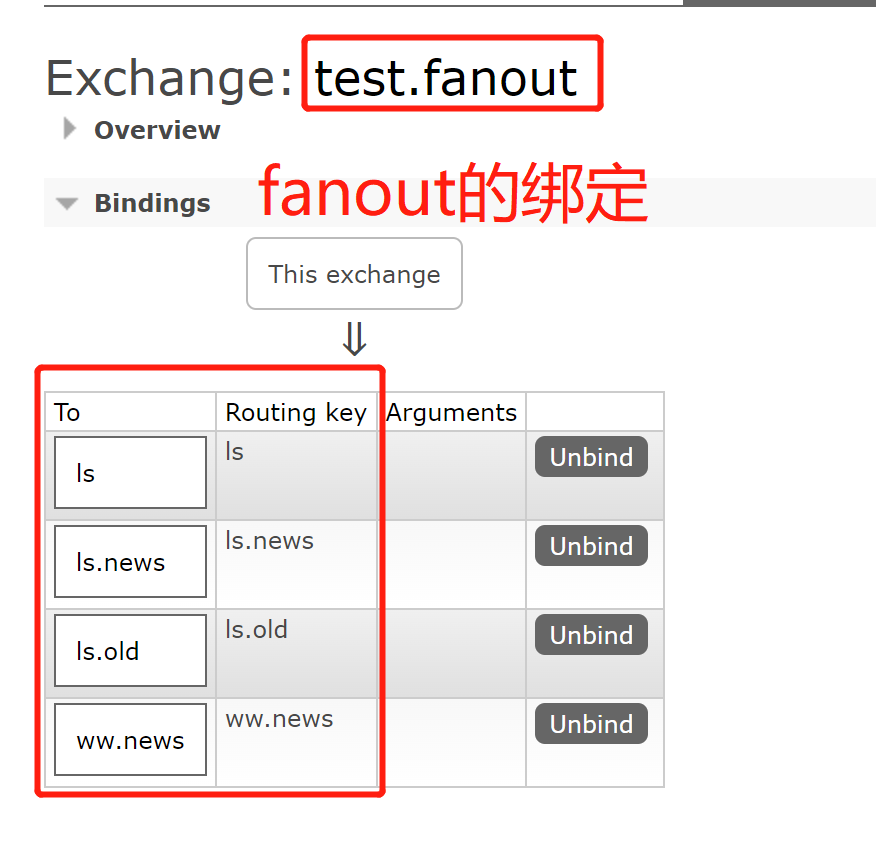 Exchange: test.fanout
Overview
Bindings fanout的绑定
This exchange
⇓
To Routing key Arguments
ls ls Unbind
ls.news ls.news Unbind
ls.old ls.old Unbind
ww.news ww.news Unbind